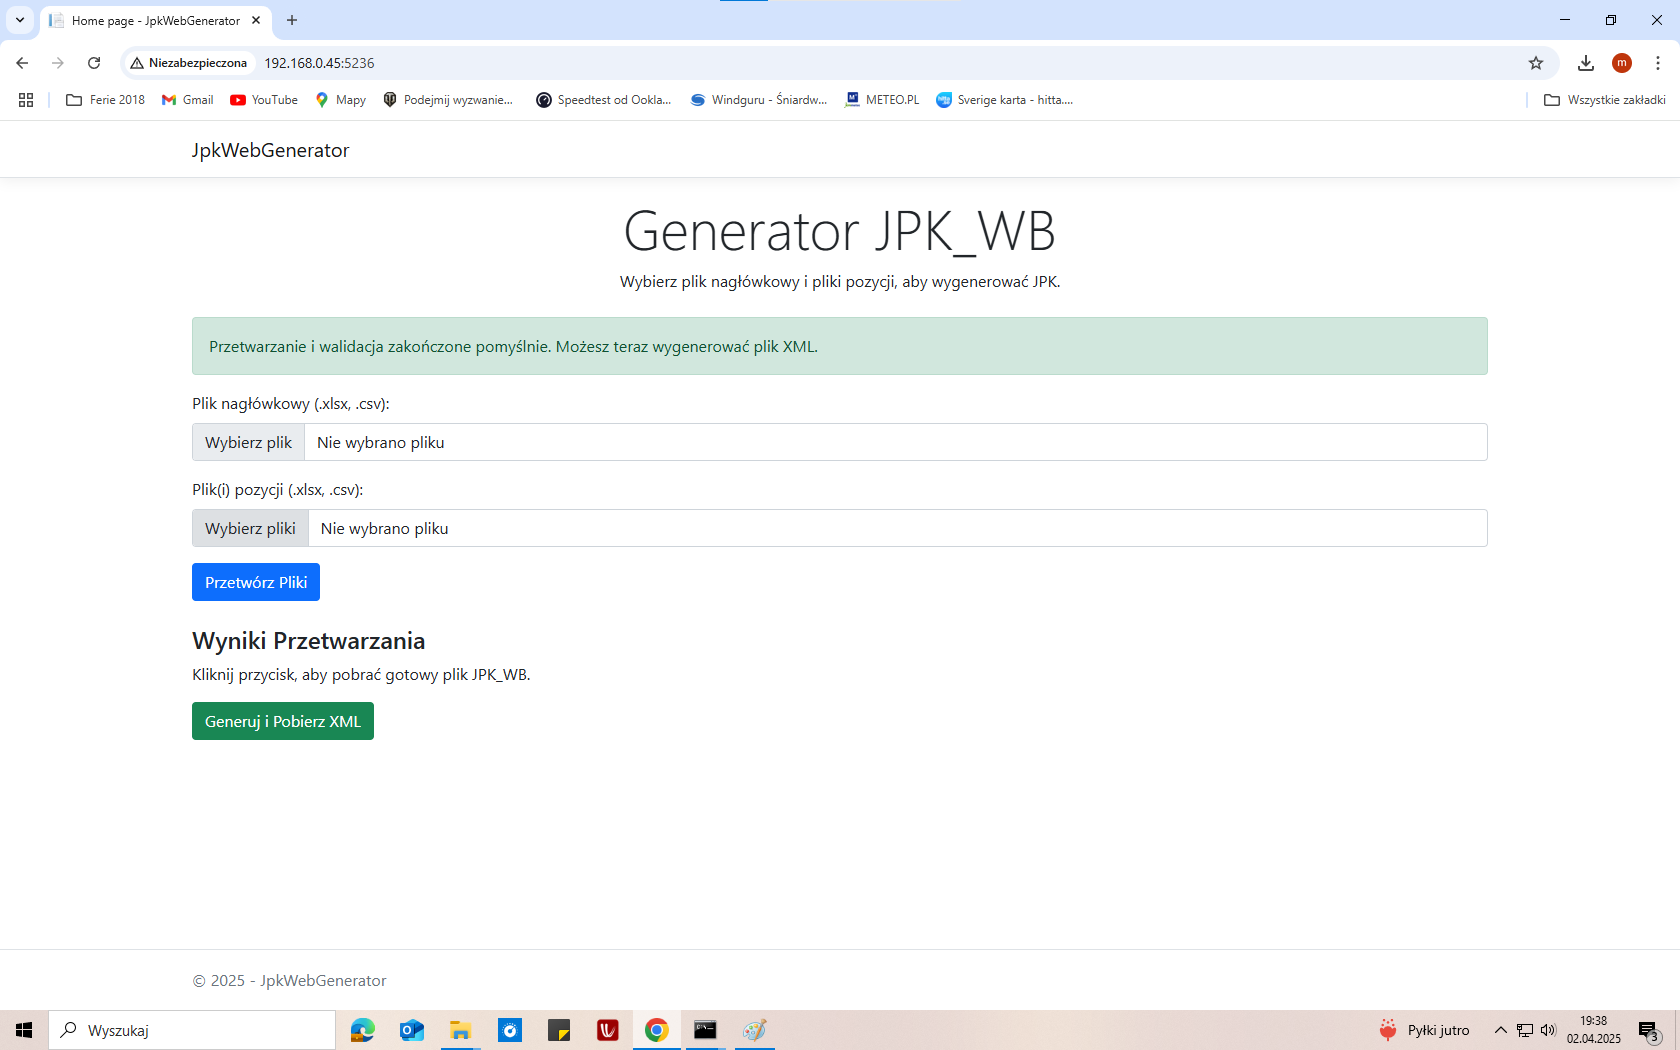 Home page - JpkWebGenerator
Niezabezpieczona 192.168.0.45:5236
m
Ferie 2018 Gmail YouTube Mapy Podejmij wyzwanie... Speedtest od Ookla... Windguru - Śniardw... METEO.PL Sverige karta - hitta.... Wszystkie zakładki
JpkWebGenerator
Generator JPK_WB
Wybierz plik nagłówkowy i pliki pozycji, aby wygenerować JPK.
Przetwarzanie i walidacja zakończone pomyślnie. Możesz teraz wygenerować plik XML.
Plik nagłówkowy (.xlsx, .csv):
Wybierz plik Nie wybrano pliku
Plik(i) pozycji (.xlsx, .csv):
Wybierz pliki Nie wybrano pliku
Przetwórz Pliki
Wyniki Przetwarzania
Kliknij przycisk, aby pobrać gotowy plik JPK_WB.
Generuj i Pobierz XML
© 2025 - JpkWebGenerator
Wyszukaj
Pyłki jutro
19:38
02.04.2025
3